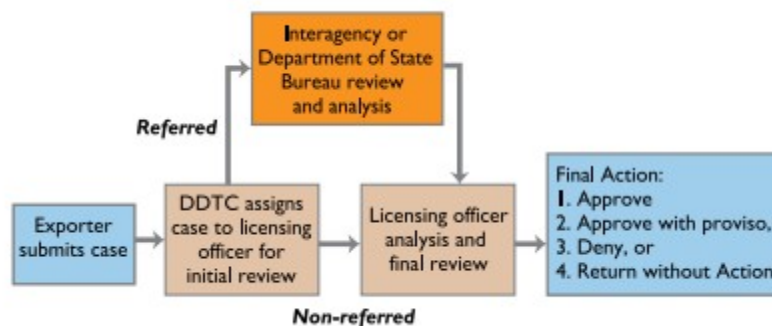 Interagency or
Department of State
Bureau review
and analysis
Referred
Exporter
submits case
DDTC assigns
case to licensing
officer for
initial review
Licensing officer
analysis and
final review
Final Action:
1. Approve
2. Approve with proviso,
3. Deny, or
4. Return without Action
Non-referred